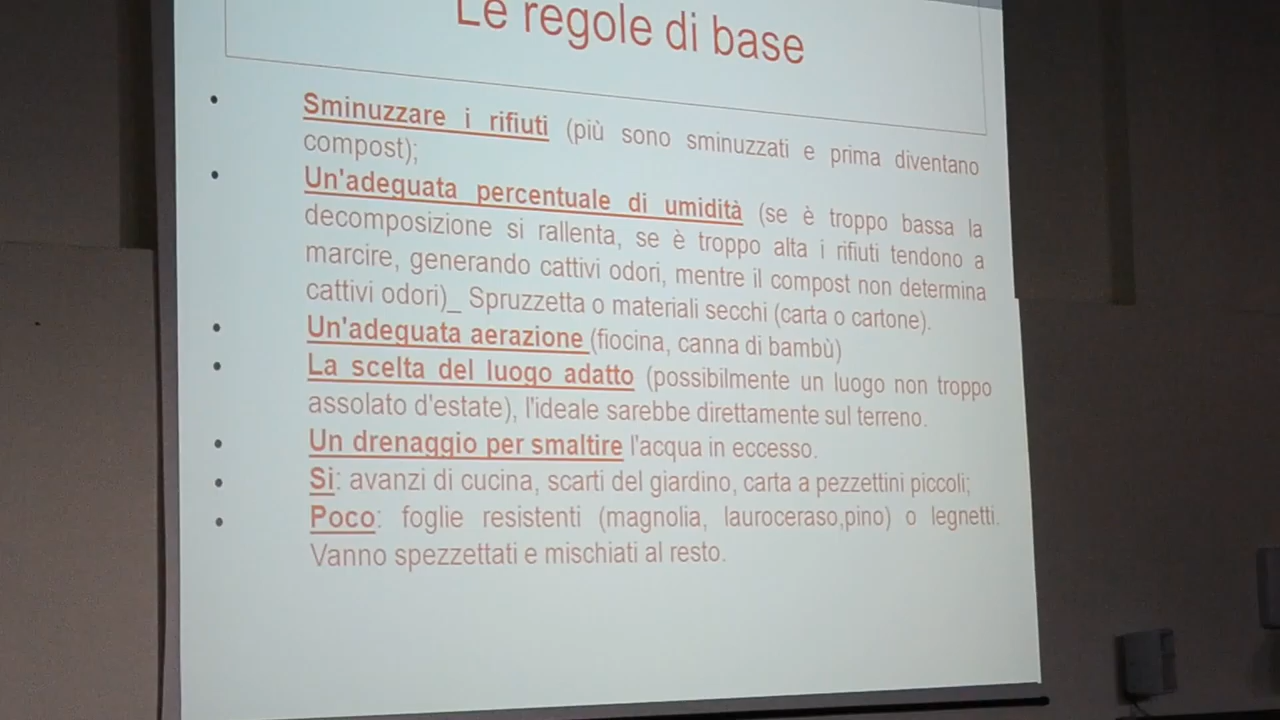 Le regole di base
• Sminuzzare i rifiuti (più sono sminuzzati e prima diventano
compost);
• Un'adeguata percentuale di umidità (se è troppo bassa la
decomposizione si rallenta, se è troppo alta i rifiuti tendono a
marcire, generando cattivi odori, mentre il compost non determina
cattivi odori)_ Spruzzetta o materiali secchi (carta o cartone).
• Un'adeguata aerazione (fiocina, canna di bambù)
• La scelta del luogo adatto (possibilmente un luogo non troppo
assolato d'estate), l'ideale sarebbe direttamente sul terreno.
• Un drenaggio per smaltire l'acqua in eccesso.
• Si: avanzi di cucina, scarti del giardino, carta a pezzettini piccoli;
• Poco: foglie resistenti (magnolia, lauroceraso,pino) o legnetti.
Vanno spezzettati e mischiati al resto.